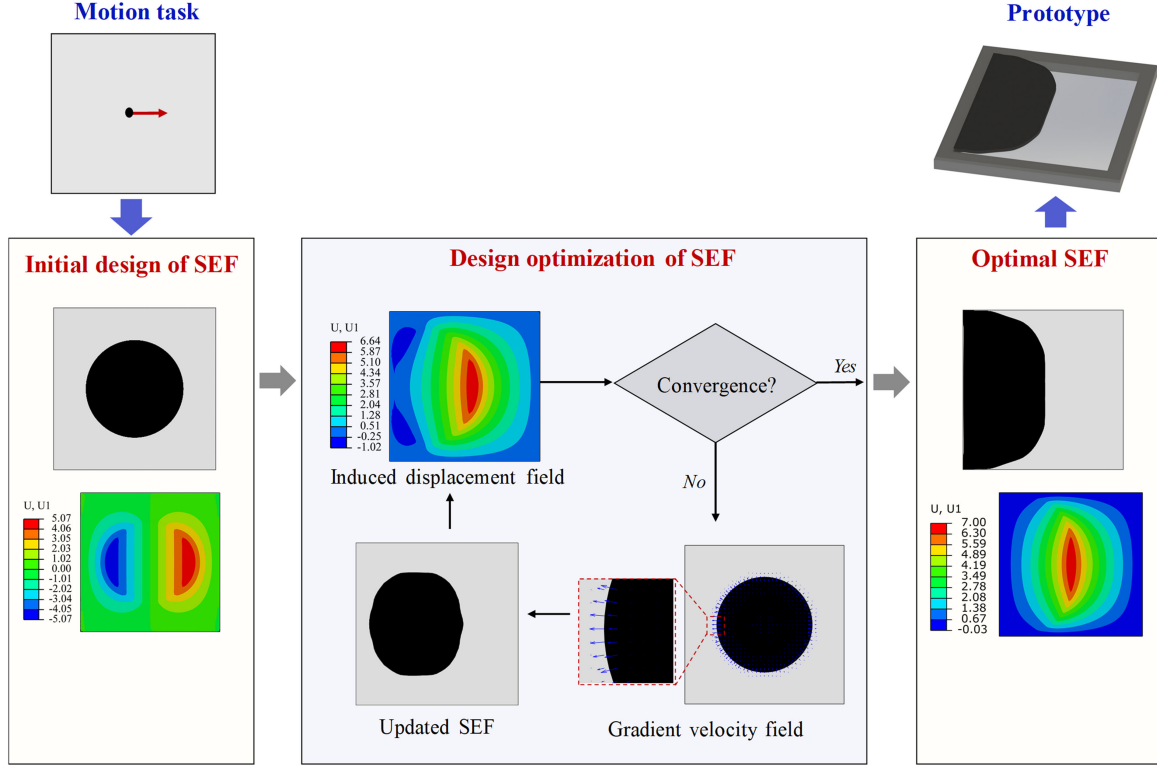 Motion task
Prototype
Initial design of SEF
Design optimization of SEF
Optimal SEF
U, U1
6.64
5.87
5.10
4.34
3.57
2.81
2.04
1.28
0.51
-0.25
-1.02
Induced displacement field
Convergence?
Yes
No
U, U1
5.07
4.06
3.05
2.03
1.02
0.00
-1.01
-2.02
-3.04
-4.05
-5.07
Updated SEF
Gradient velocity field
U, U1
7.00
6.30
5.59
4.89
4.19
3.49
2.78
2.08
1.38
0.67
-0.03